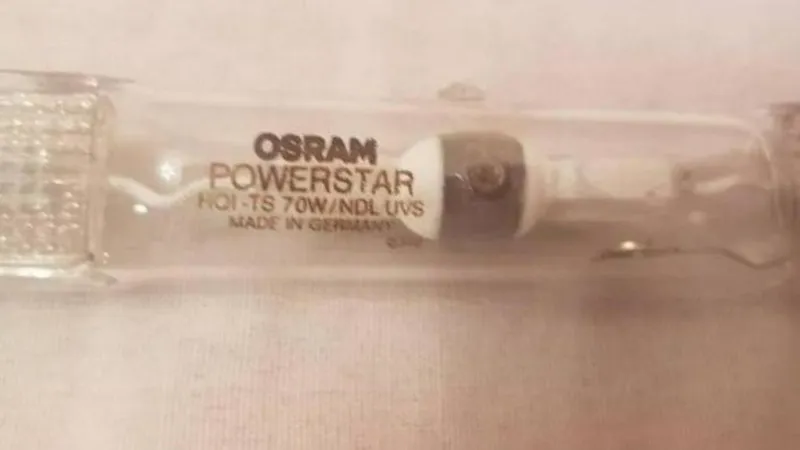 OSRAM
POWERSTAR
HQI-TS 70W/NDL UVS
MADE IN GERMANY